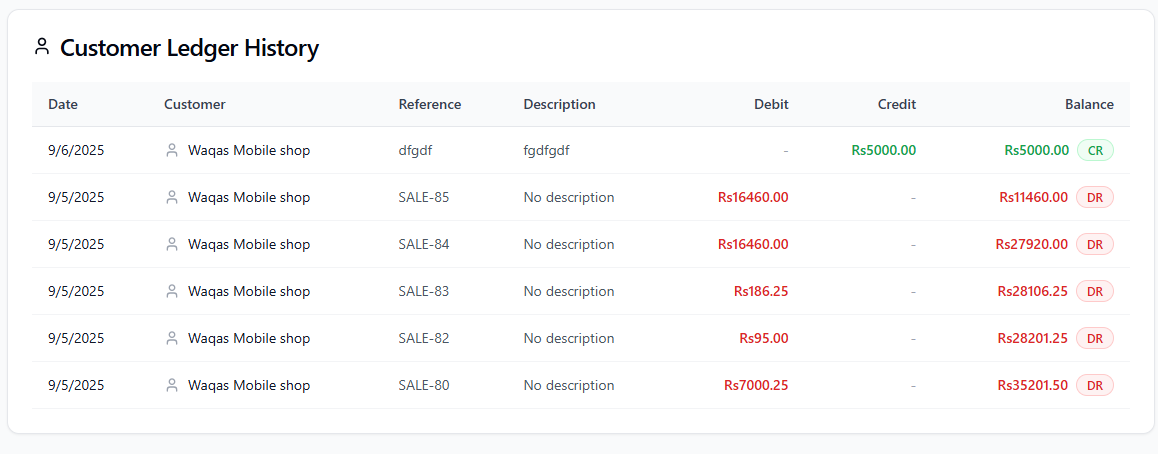 Customer Ledger History
Date Customer Reference Description Debit Credit Balance
9/6/2025 Waqas Mobile shop dfgdf fgdfgdf - Rs5000.00 Rs5000.00 CR
9/5/2025 Waqas Mobile shop SALE-85 No description Rs16460.00 - Rs11460.00 DR
9/5/2025 Waqas Mobile shop SALE-84 No description Rs16460.00 - Rs27920.00 DR
9/5/2025 Waqas Mobile shop SALE-83 No description Rs186.25 - Rs28106.25 DR
9/5/2025 Waqas Mobile shop SALE-82 No description Rs95.00 - Rs28201.25 DR
9/5/2025 Waqas Mobile shop SALE-80 No description Rs7000.25 - Rs35201.50 DR